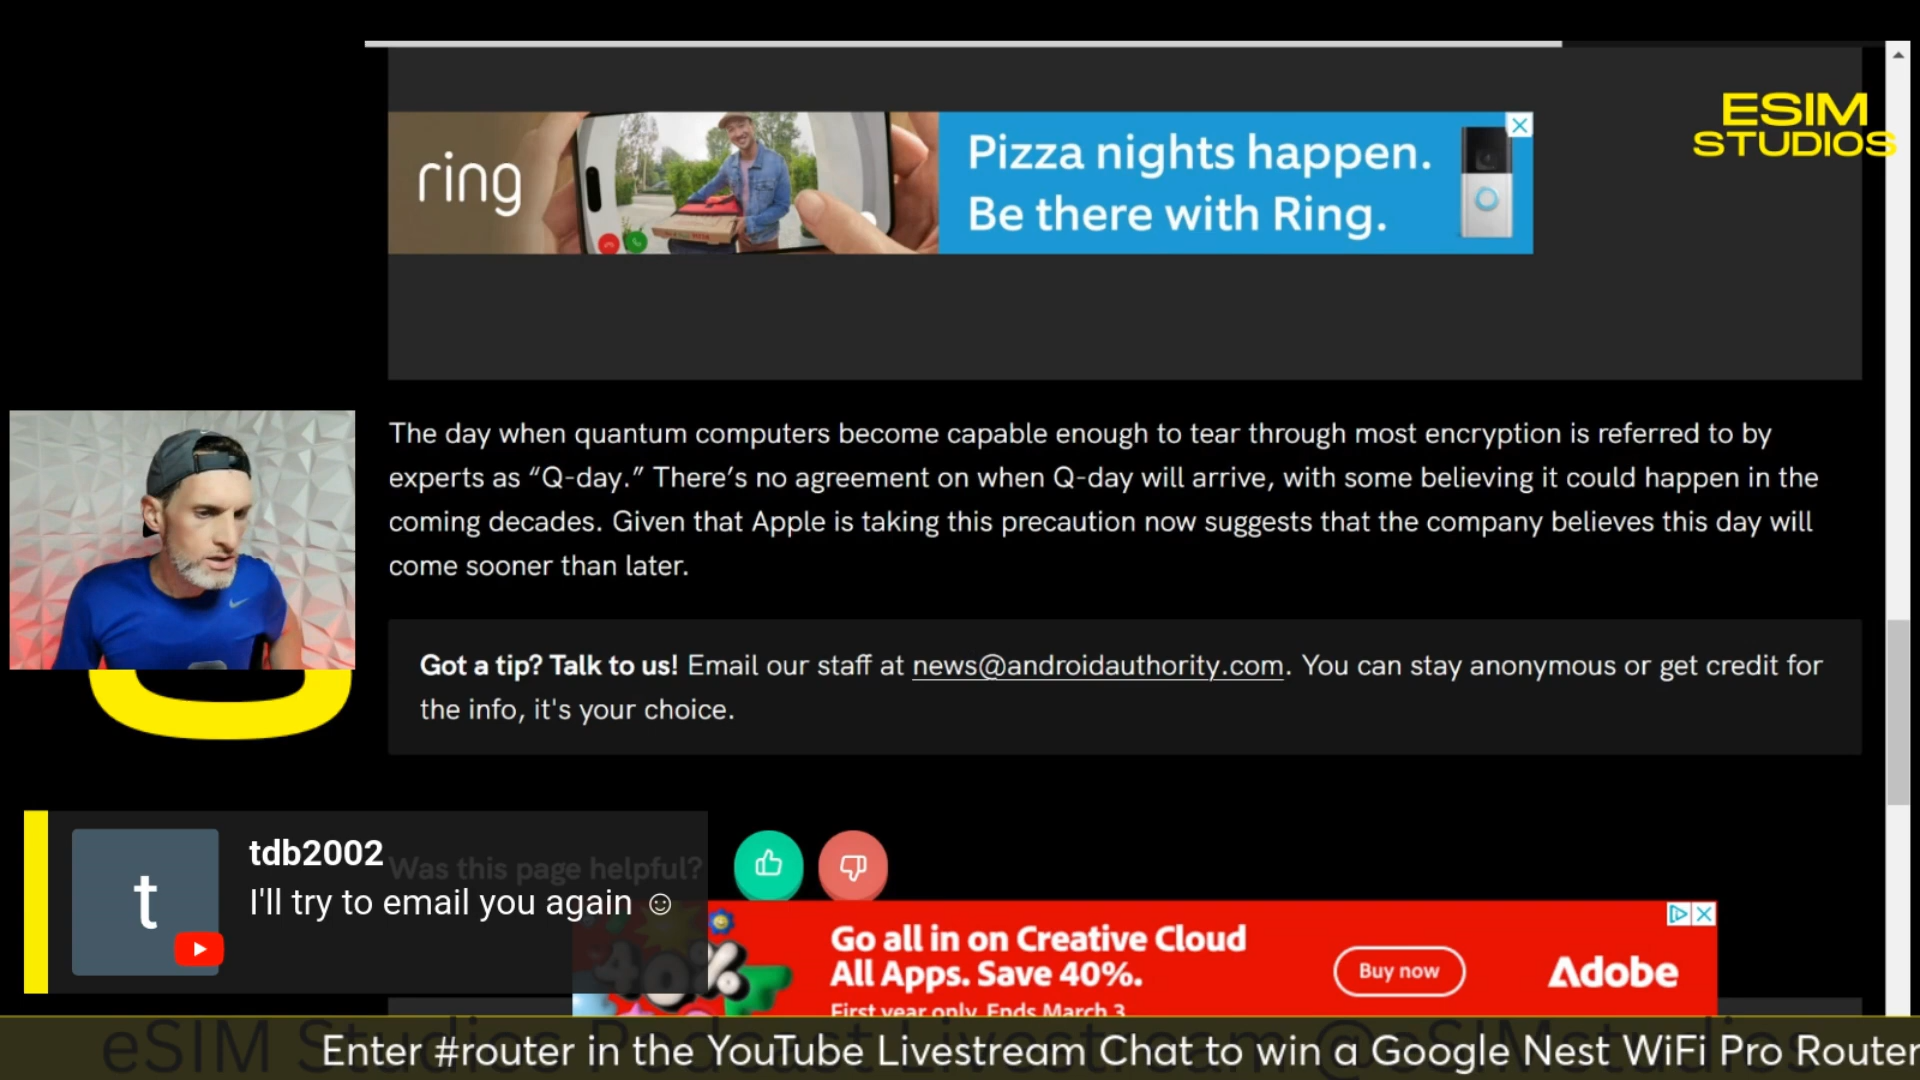 ESIM
STUDIOS
ring
Pizza nights happen.
Be there with Ring.
The day when quantum computers become capable enough to tear through most encryption is referred to by
experts as “Q-day.” There’s no agreement on when Q-day will arrive, with some believing it could happen in the
coming decades. Given that Apple is taking this precaution now suggests that the company believes this day will
come sooner than later.
Got a tip? Talk to us! Email our staff at news@androidauthority.com. You can stay anonymous or get credit for
the info, it's your choice.
Was this page helpful?
t
tdb2002
I'll try to email you again ☺
40%
Go all in on Creative Cloud
All Apps. Save 40%.
First year only. Ends March 3.
Buy now
Adobe
eSIM Studios Podcast Livestream @eSIMstudios
Enter #router in the YouTube Livestream Chat to win a Google Nest WiFi Pro Router